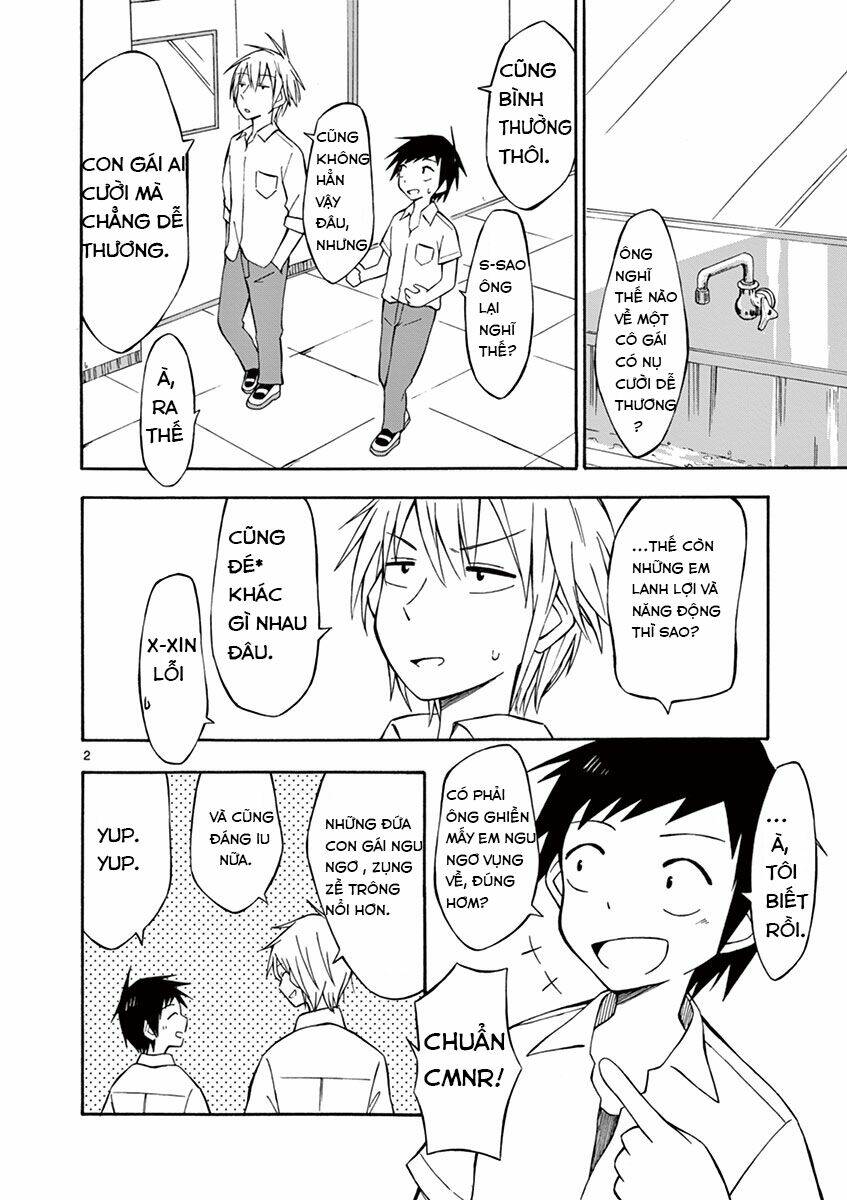 ÔNG
NGHĨ
THẾ NÀO
VỀ MỘT
CÔ GÁI
CÓ NỤ
CƯỜI DỄ
THƯƠNG
?
CŨNG
BÌNH
THƯỜNG
THÔI.
S-SAO
ÔNG
LẠI
NGHĨ
THẾ?
CŨNG
KHÔNG
HẲN
VẬY
ĐÂU,
NHƯNG
CON GÁI AI
CƯỜI MÀ
CHẲNG DỄ
THƯƠNG.
À,
RA
THẾ
...THẾ CÒN
NHỮNG EM
LANH LỢI VÀ
NĂNG ĐỘNG
THÌ SAO?
CŨNG
ĐÉ*
KHÁC
GÌ NHAU
ĐÂU.
X-XIN
LỖI
2
...
À,
TÔI
BIẾT
RỒI.
CÓ PHẢI
ÔNG GHIỀN
MẤY EM NGU
NGƠ VỤNG
VỀ, ĐÚNG
HƠM?
CHUẨN
CMNR!
NHỮNG ĐỨA
CON GÁI NGU
NGƠ , ZỤNG
ZỀ TRÔNG
NỔI HƠN.
VÀ CŨNG
ĐÁNG IU
NỮA.
YUP.
YUP.